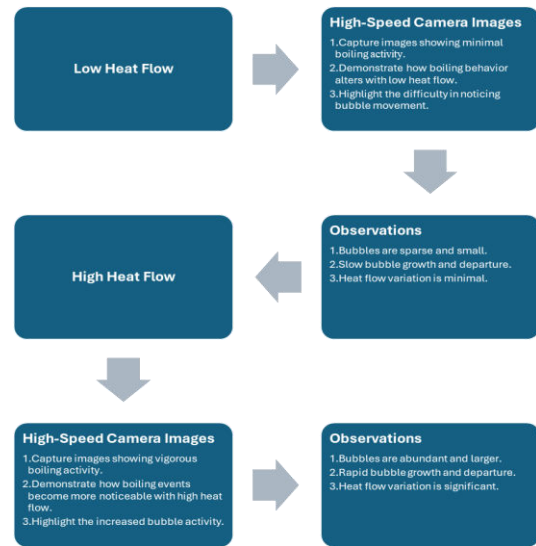 Low Heat Flow
High-Speed Camera Images
1.Capture images showing minimal
boiling activity.
2.Demonstrate how boiling behavior
alters with low heat flow.
3.Highlight the difficulty in noticing
bubble movement.
Observations
1.Bubbles are sparse and small.
2.Slow bubble growth and departure.
3.Heat flow variation is minimal.
High Heat Flow
High-Speed Camera Images
1.Capture images showing vigorous
boiling activity.
2.Demonstrate how boiling events
become more noticeable with high heat
flow.
3.Highlight the increased bubble activity.
Observations
1.Bubbles are abundant and larger.
2.Rapid bubble growth and departure.
3.Heat flow variation is significant.